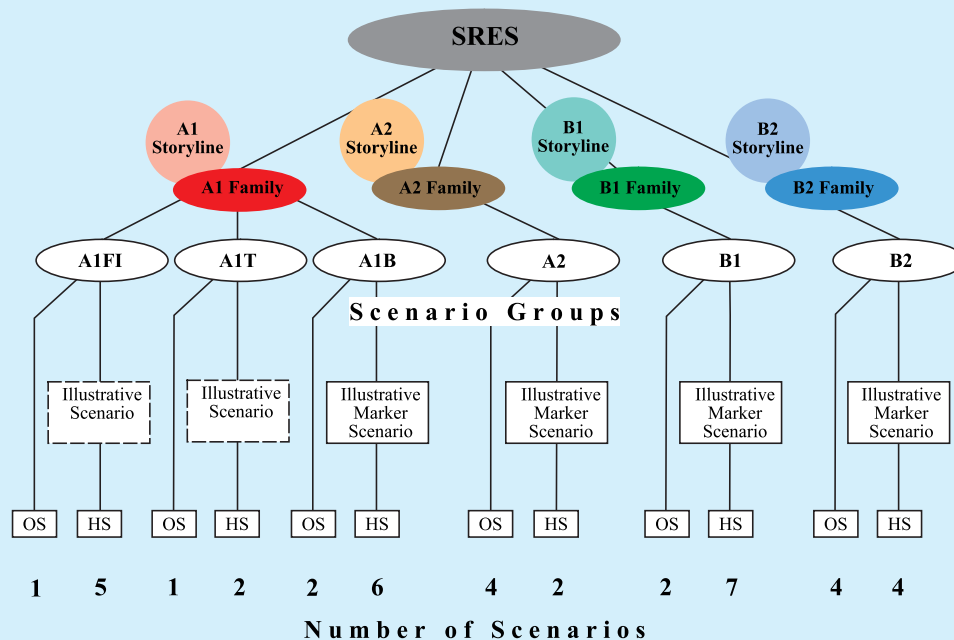 SRES
A1
Storyline
A2
Storyline
B1
Storyline
B2
Storyline
A1 Family
A2 Family
B1 Family
B2 Family
A1FI
A1T
A1B
A2
B1
B2
Scenario Groups
Illustrative
Scenario
Illustrative
Scenario
Illustrative
Marker
Scenario
Illustrative
Marker
Scenario
Illustrative
Marker
Scenario
Illustrative
Marker
Scenario
OS HS OS HS OS HS OS HS OS HS OS HS
1 5 1 2 2 6 4 2 2 7 4 4
Number of Scenarios